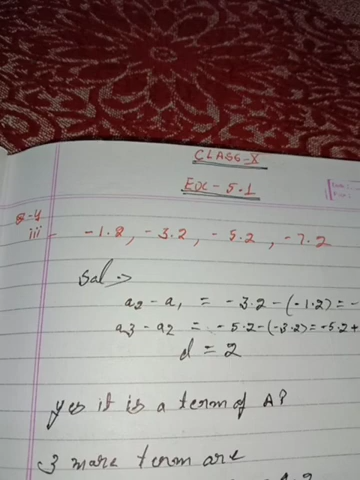 CLASS-X
Ex - 5.1
Q-4
iii - -1.2, -3.2, -5.2, -7.2
Sol :->
a2 - a1 = -3.2 - (-1.2) = -
a3 - a2 = -5.2 - (-3.2) = -5.2 +
d = 2
yes it is a term of AP
3 more term are